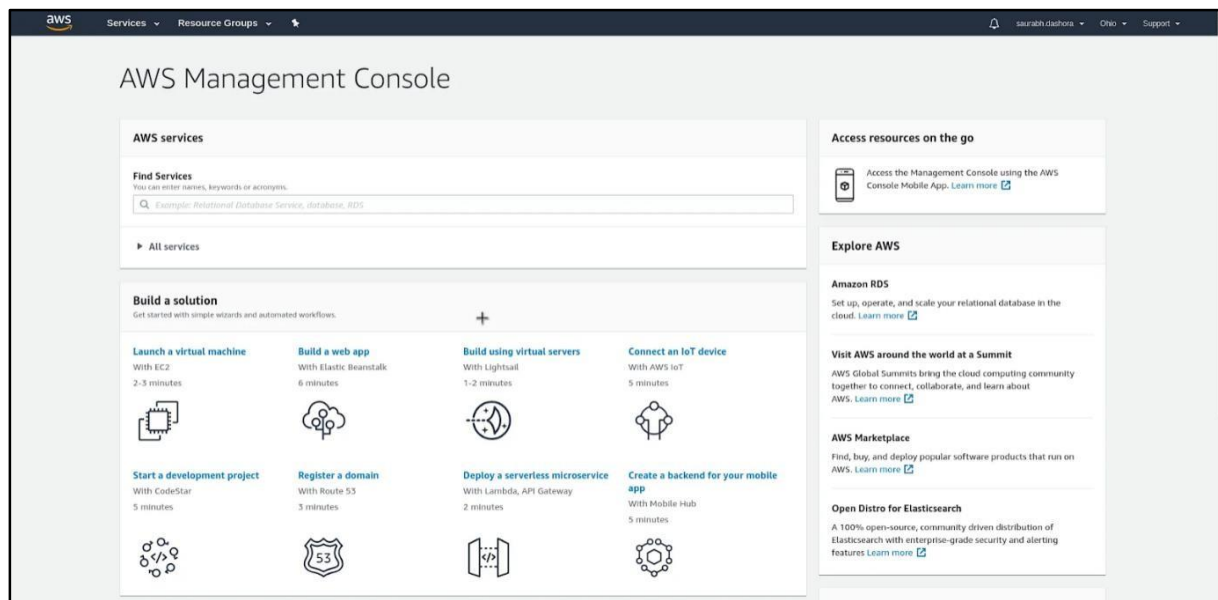 aws
Services
Resource Groups
saurabh.dashora
Ohio
Support
AWS Management Console
AWS services
Find Services
You can enter names, keywords or acronyms.
Example: Relational Database Service, database, RDS
All services
Build a solution
Get started with simple wizards and automated workflows.
Launch a virtual machine
With EC2
2-3 minutes
Build a web app
With Elastic Beanstalk
6 minutes
Build using virtual servers
With Lightsail
1-2 minutes
Connect an IoT device
With AWS IoT
5 minutes
Start a development project
With CodeStar
5 minutes
Register a domain
With Route 53
3 minutes
53
Deploy a serverless microservice
With Lambda, API Gateway
2 minutes
</>
Create a backend for your mobile
app
With Mobile Hub
5 minutes
</>
Access resources on the go
Access the Management Console using the AWS
Console Mobile App. Learn more
Explore AWS
Amazon RDS
Set up, operate, and scale your relational database in the
cloud. Learn more
Visit AWS around the world at a Summit
AWS Global Summits bring the cloud computing community
together to connect, collaborate, and learn about
AWS. Learn more
AWS Marketplace
Find, buy, and deploy popular software products that run on
AWS. Learn more
Open Distro for Elasticsearch
A 100% open-source, community driven distribution of
Elasticsearch with enterprise-grade security and alerting
features Learn more